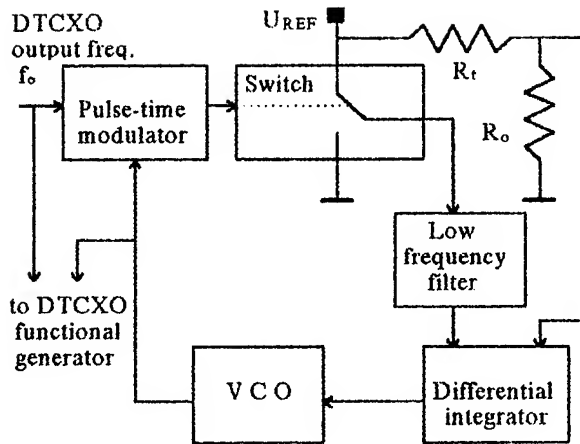 DTCXO
output freq.
fo
Pulse-time
modulator
Switch
UREF
Rt
Ro
Low
frequency
filter
to DTCXO
functional
generator
V C O
Differential
integrator